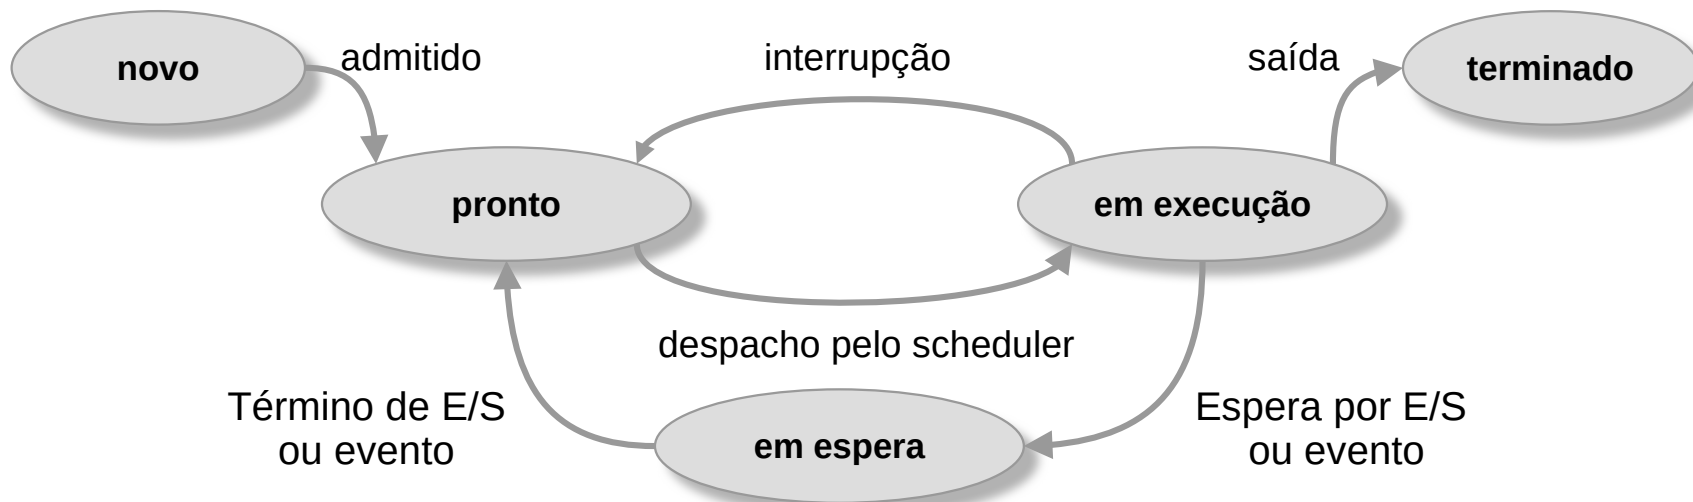 novo
admitido
interrupção
saída
terminado
pronto
em execução
despacho pelo scheduler
Término de E/S
ou evento
em espera
Espera por E/S
ou evento